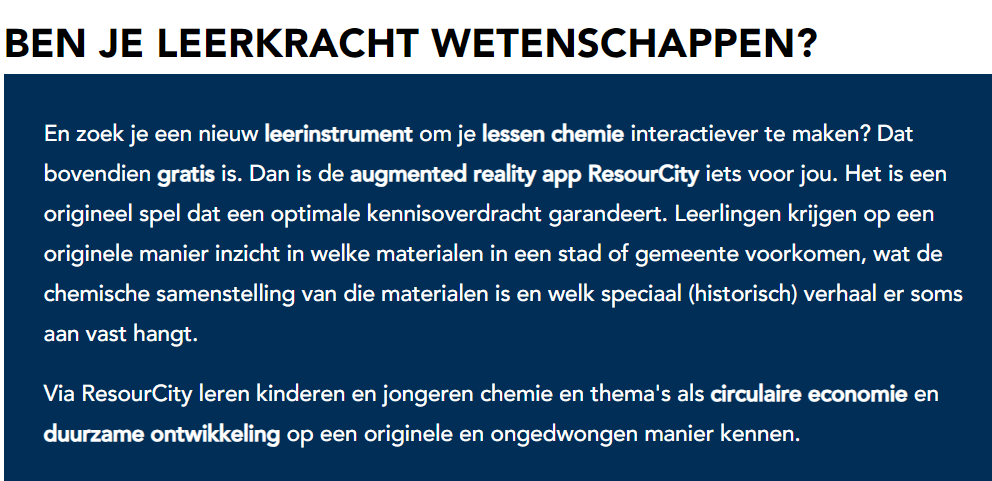 BEN JE LEERKRACHT WETENSCHAPPEN?
En zoek je een nieuw leerinstrument om je lessen chemie interactiever te maken? Dat
bovendien gratis is. Dan is de augmented reality app ResourCity iets voor jou. Het is een
origineel spel dat een optimale kennisoverdracht garandeert. Leerlingen krijgen op een
originele manier inzicht in welke materialen in een stad of gemeente voorkomen, wat de
chemische samenstelling van die materialen is en welk speciaal (historisch) verhaal er soms
aan vast hangt.
Via ResourCity leren kinderen en jongeren chemie en thema's als circulaire economie en
duurzame ontwikkeling op een originele en ongedwongen manier kennen.